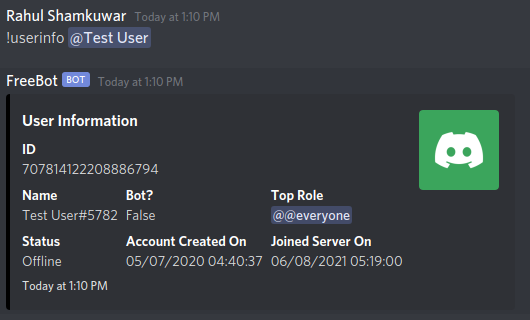 Rahul Shamkuwar Today at 1:10 PM
!userinfo @Test User
FreeBot BOT Today at 1:10 PM
User Information
ID
707814122208886794
Name Bot? Top Role
Test User#5782 False @@everyone
Status Account Created On Joined Server On
Offline 05/07/2020 04:40:37 06/08/2021 05:19:00
Today at 1:10 PM